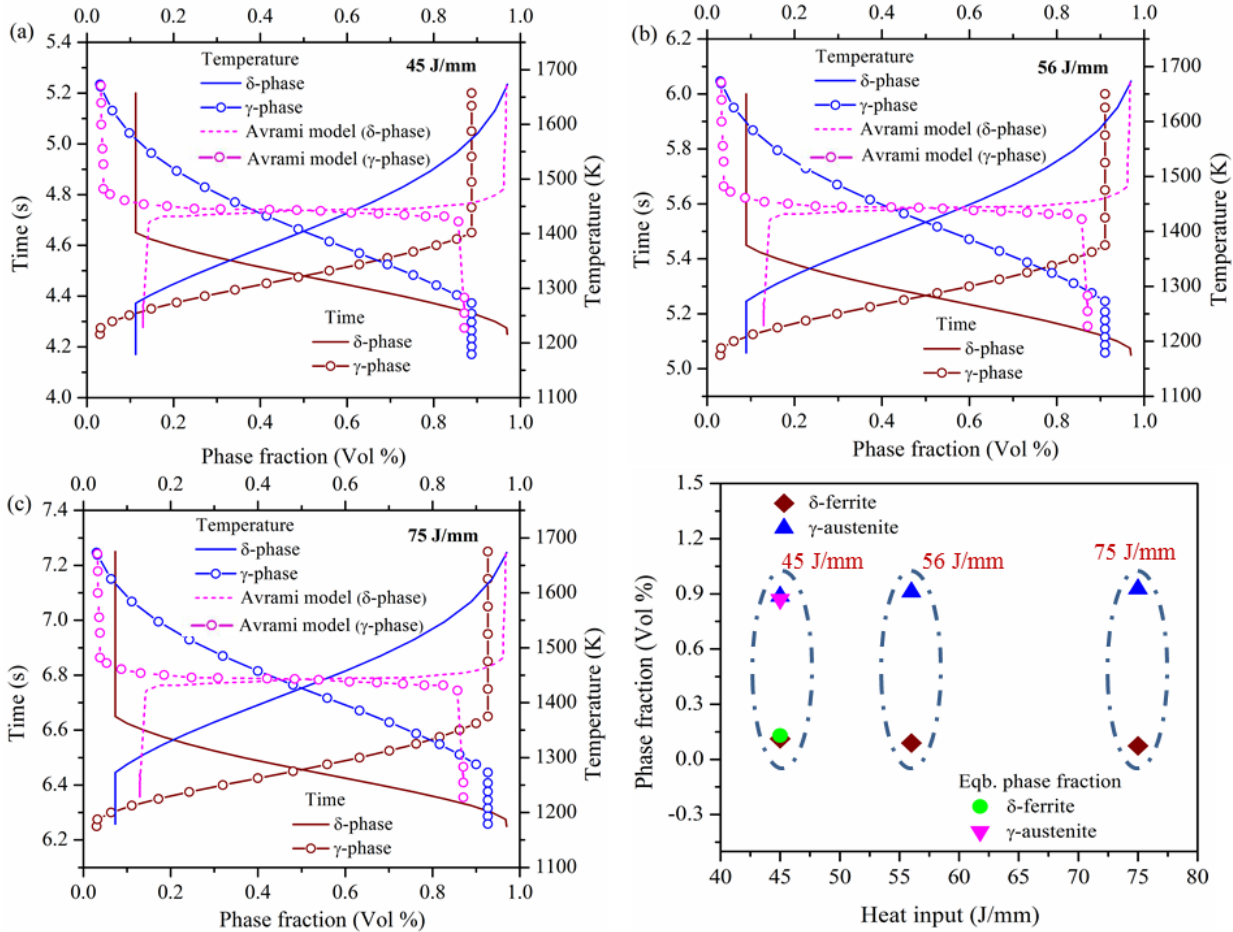 0.0 0.2 0.4 0.6 0.8 1.0
(a)
5.4
5.2
5.0
4.8
4.6
4.4
4.2
4.0
Time (s)
Temperature
45 J/mm
δ-phase
γ-phase
Avrami model (δ-phase)
Avrami model (γ-phase)
Time
δ-phase
γ-phase
1700
1600
1500
1400
1300
1200
1100
Temperature (K)
0.0 0.2 0.4 0.6 0.8 1.0
Phase fraction (Vol %)
0.0 0.2 0.4 0.6 0.8 1.0
(b)
6.2
6.0
5.8
5.6
5.4
5.2
5.0
Time (s)
Temperature
56 J/mm
δ-phase
γ-phase
Avrami model (δ-phase)
Avrami model (γ-phase)
Time
δ-phase
γ-phase
1700
1600
1500
1400
1300
1200
1100
Temperature (K)
0.0 0.2 0.4 0.6 0.8 1.0
Phase fraction (Vol %)
0.0 0.2 0.4 0.6 0.8 1.0
(c)
7.4
7.2
7.0
6.8
6.6
6.4
6.2
Time (s)
Temperature
75 J/mm
δ-phase
γ-phase
Avrami model (δ-phase)
Avrami model (γ-phase)
Time
δ-phase
γ-phase
1700
1600
1500
1400
1300
1200
1100
Temperature (K)
0.0 0.2 0.4 0.6 0.8 1.0
Phase fraction (Vol %)
1.5
1.2
0.9
0.6
0.3
0.0
-0.3
Phase fraction (Vol %)
δ-ferrite
γ-austenite
45 J/mm 56 J/mm 75 J/mm
Eqb. phase fraction
δ-ferrite
γ-austenite
40 45 50 55 60 65 70 75 80
Heat input (J/mm)